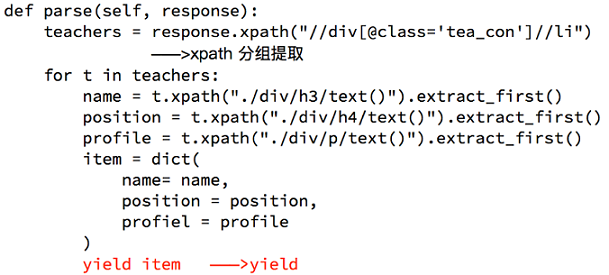 def parse(self, response):
    teachers = response.xpath("//div[@class='tea_con']//li")
               ——>xpath 分组提取
    for t in teachers:
        name = t.xpath("./div/h3/text()").extract_first()
        position = t.xpath("./div/h4/text()").extract_first()
        profile = t.xpath("./div/p/text()").extract_first()
        item = dict(
            name= name,
            position = position,
            profiel = profile
        )
        yield item   ——>yield